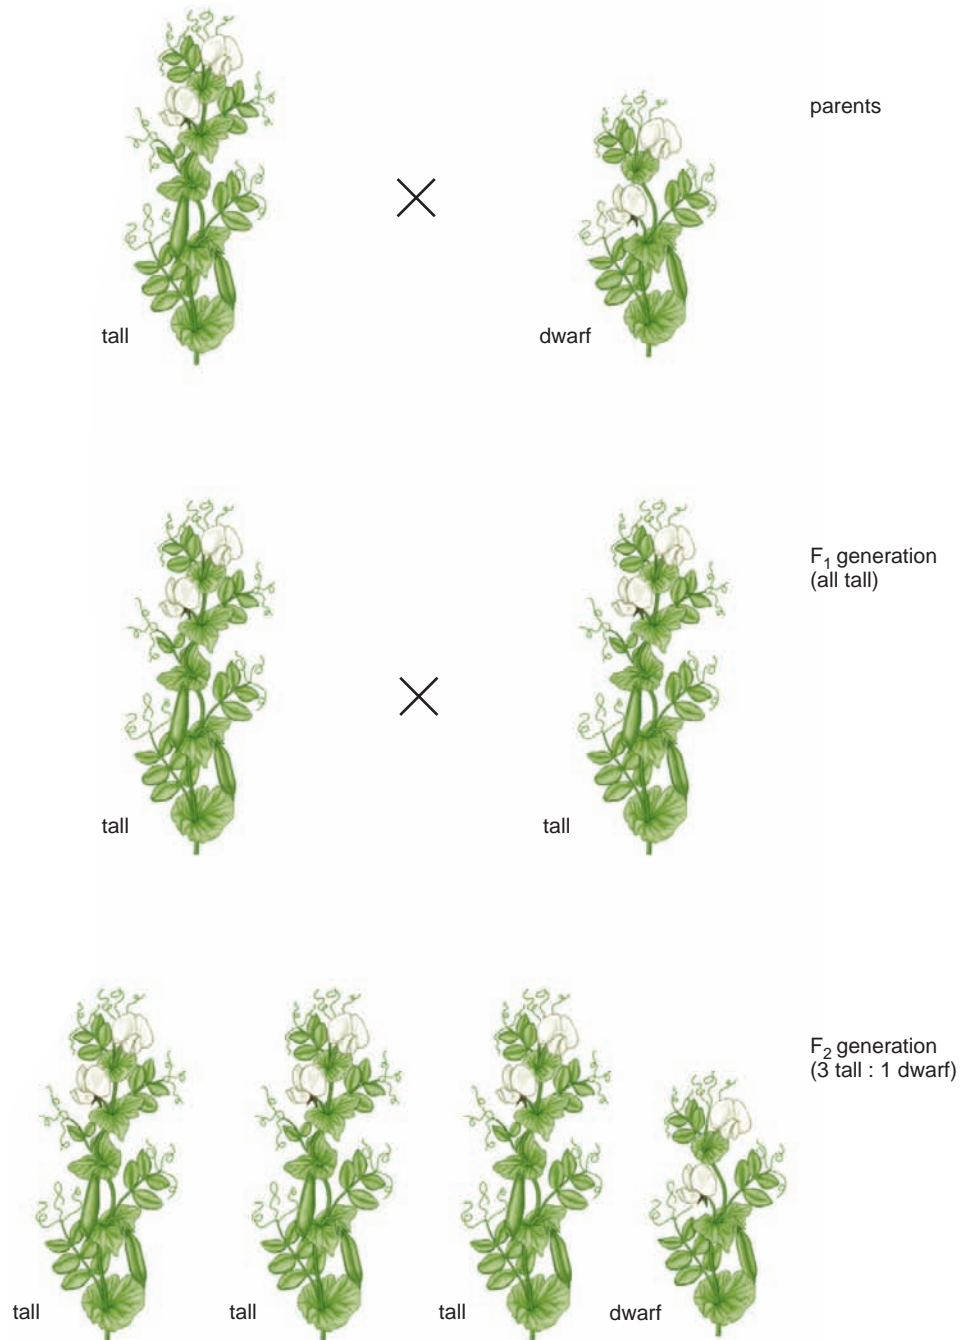 parents
tall
dwarf
F₁ generation
(all tall)
tall
tall
F₂ generation
(3 tall : 1 dwarf)
tall
tall
tall
dwarf